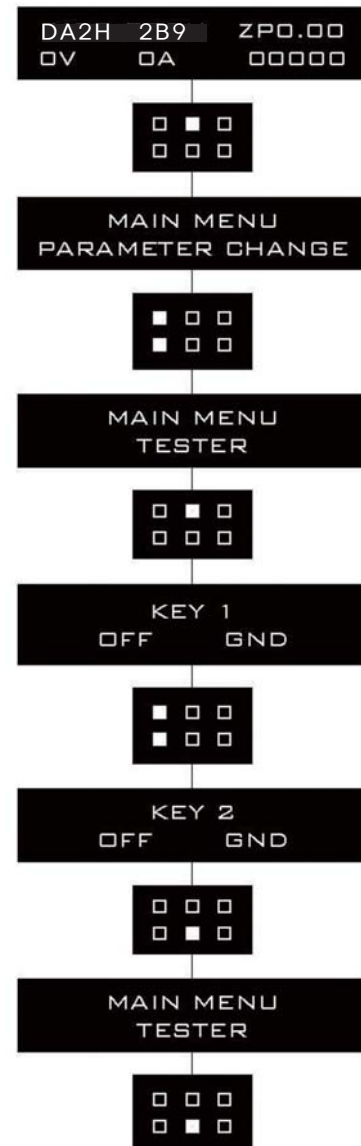 DA2H 2B9 ZP0.00
0V 0A 00000
MAIN MENU
PARAMETER CHANGE
MAIN MENU
TESTER
KEY 1
OFF GND
KEY 2
OFF GND
MAIN MENU
TESTER